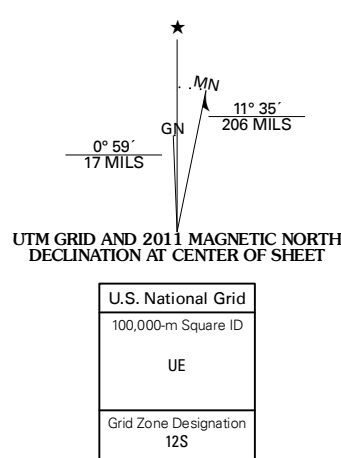 ★
MN
11° 35´
206 MILS
GN
0° 59´
17 MILS
UTM GRID AND 2011 MAGNETIC NORTH
DECLINATION AT CENTER OF SHEET
U.S. National Grid
100,000-m Square ID
UE
Grid Zone Designation
12S